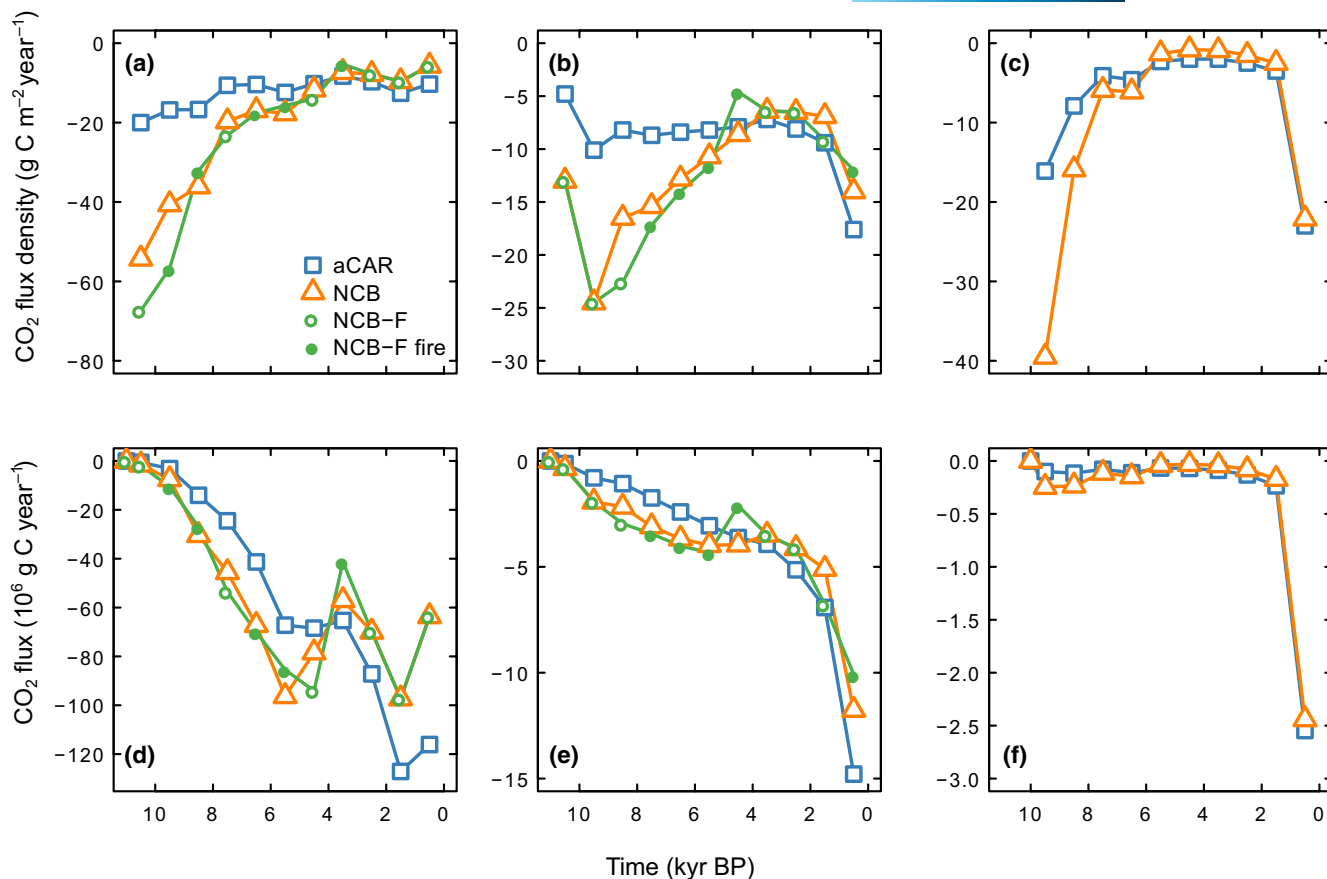 CO2 flux density (g C m−2 year−1)
0
−20
−40
−60
−80
(a)
aCAR
NCB
NCB−F
NCB−F fire
0
−5
−10
−15
−20
−25
−30
(b)
0
−10
−20
−30
−40
(c)
CO2 flux (10⁶ g C year−1)
0
−20
−40
−60
−80
−100
−120
(d)
10 8 6 4 2 0
0
−5
−10
−15
(e)
10 8 6 4 2 0
0.0
−0.5
−1.0
−1.5
−2.0
−2.5
−3.0
(f)
10 8 6 4 2 0
Time (kyr BP)